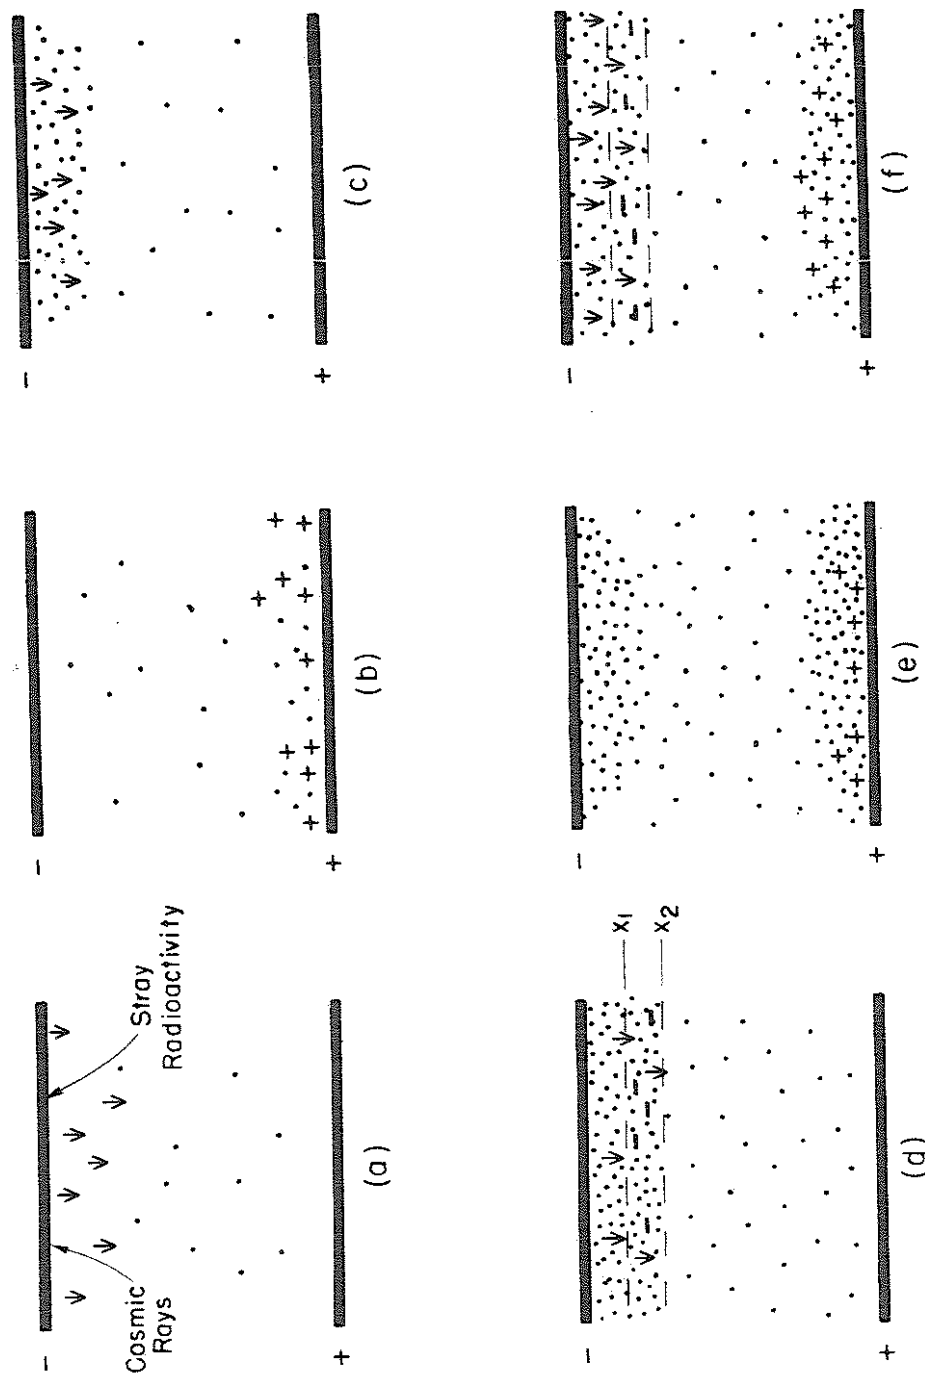 -
Cosmic
Rays
Stray
Radioactivity
+
(a)
-
+
(b)
-
+
(c)
-
X1
X2
+
(d)
-
+
(e)
-
+
(f)